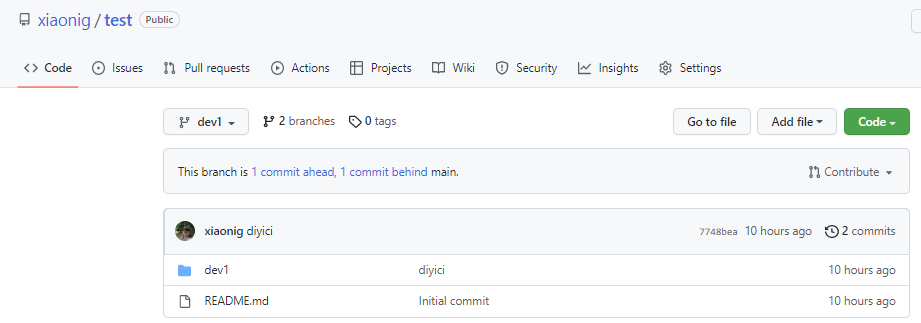 xiaonig / test Public
Code Issues Pull requests Actions Projects Wiki Security Insights Settings
dev1 2 branches 0 tags Go to file Add file Code
This branch is 1 commit ahead, 1 commit behind main. Contribute
xiaonig diyici 7748bea 10 hours ago 2 commits
dev1 diyici 10 hours ago
README.md Initial commit 10 hours ago